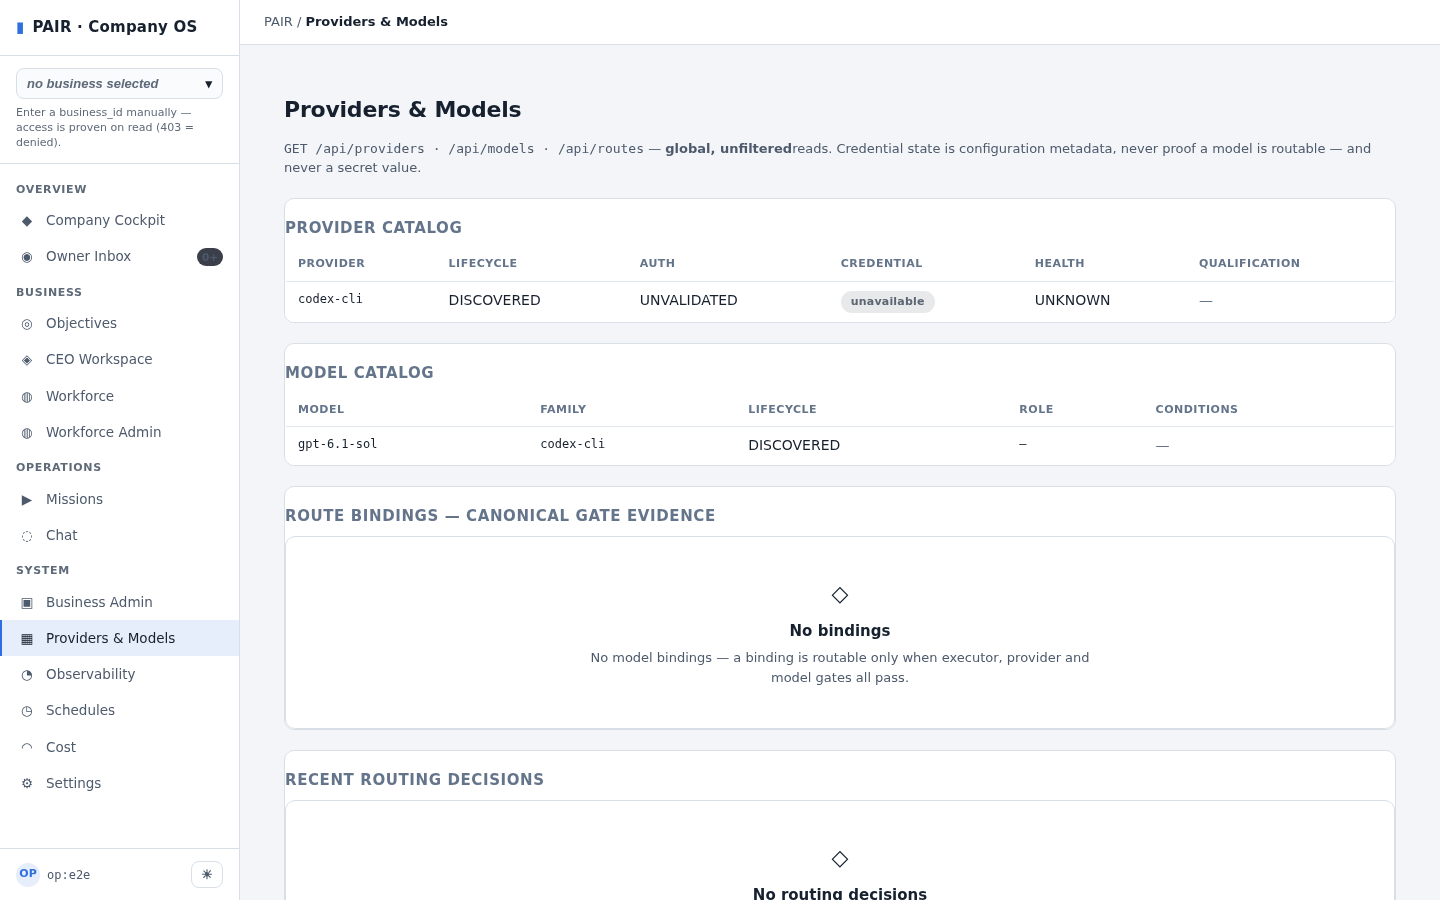 PAIR · Company OS
no business selected
Enter a business_id manually —
access is proven on read (403 =
denied).
OVERVIEW
Company Cockpit
Owner Inbox 0+
BUSINESS
Objectives
CEO Workspace
Workforce
Workforce Admin
OPERATIONS
Missions
Chat
SYSTEM
Business Admin
Providers & Models
Observability
Schedules
Cost
Settings
OP op:e2e
PAIR / Providers & Models
Providers & Models
GET /api/providers · /api/models · /api/routes — global, unfilteredreads. Credential state is configuration metadata, never proof a model is routable — and
never a secret value.
PROVIDER CATALOG
PROVIDER LIFECYCLE AUTH CREDENTIAL HEALTH QUALIFICATION
codex-cli DISCOVERED UNVALIDATED unavailable UNKNOWN —
MODEL CATALOG
MODEL FAMILY LIFECYCLE ROLE CONDITIONS
gpt-6.1-sol codex-cli DISCOVERED — —
ROUTE BINDINGS — CANONICAL GATE EVIDENCE
No bindings
No model bindings — a binding is routable only when executor, provider and
model gates all pass.
RECENT ROUTING DECISIONS
No routing decisions